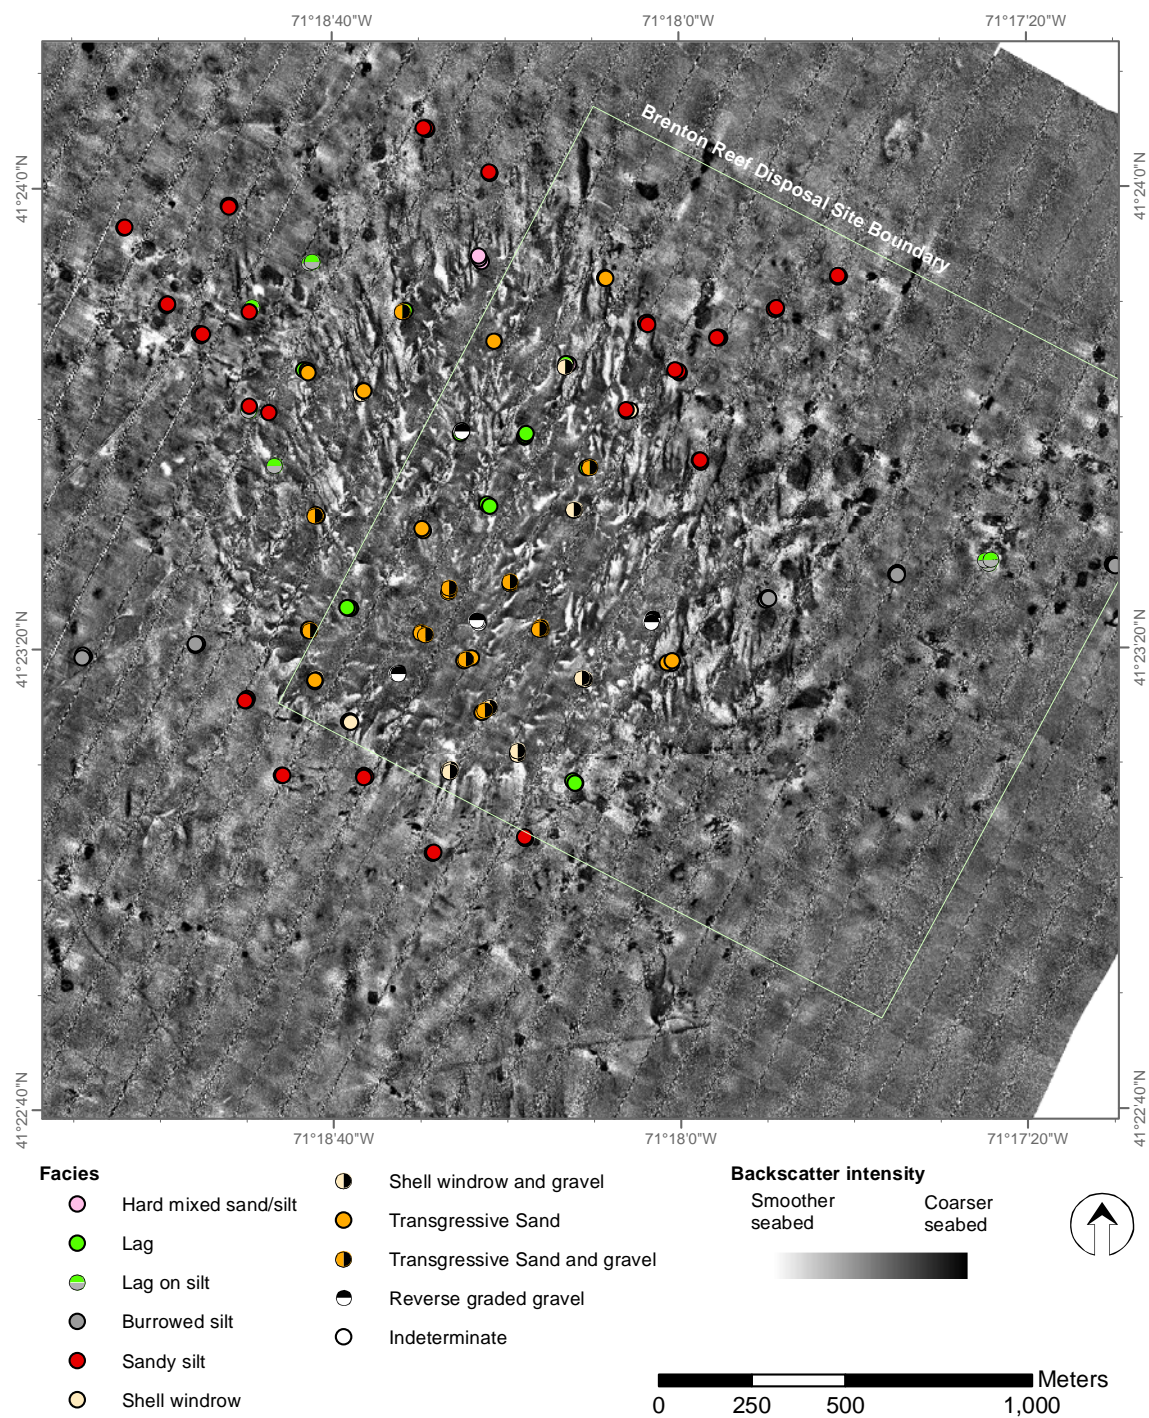 71°18'40"W
71°18'0"W
71°17'20"W
41°24'0"N
41°24'0"N
Brenton Reef Disposal Site Boundary
41°23'20"N
41°23'20"N
41°22'40"N
41°22'40"N
71°18'40"W
71°18'0"W
71°17'20"W
Facies
Hard mixed sand/silt
Lag
Lag on silt
Burrowed silt
Sandy silt
Shell windrow
Shell windrow and gravel
Transgressive Sand
Transgressive Sand and gravel
Reverse graded gravel
Indeterminate
Backscatter intensity
Smoother
seabed
Coarser
seabed
Meters
0
250
500
1,000